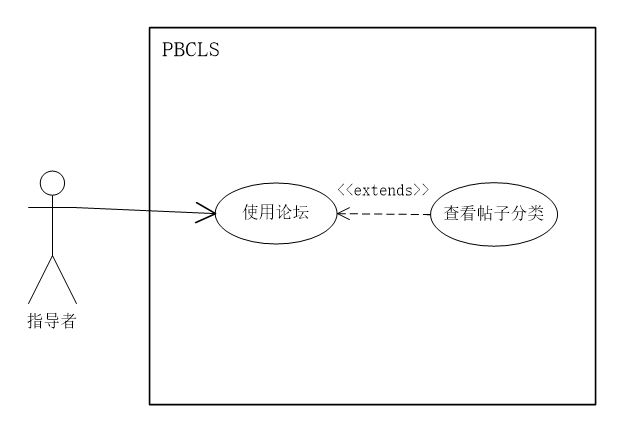 PBCLS
<<extends>>
使用论坛
查看帖子分类
指导者